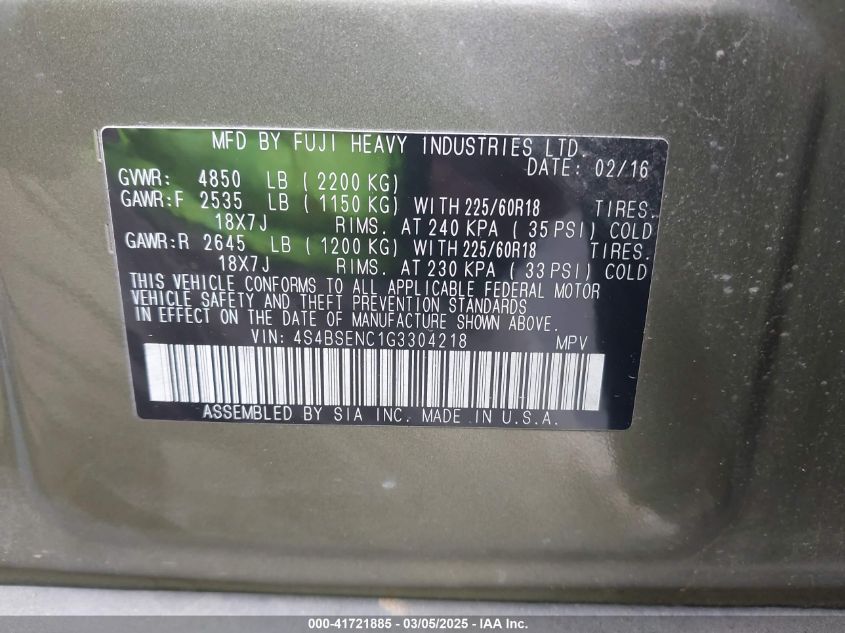 MFD BY FUJI HEAVY INDUSTRIES LTD.
DATE: 02/16
GVWR: 4850 LB ( 2200 KG)
GAWR:F 2535 LB ( 1150 KG) WITH 225/60R18 TIRES.
18X7J RIMS. AT 240 KPA ( 35 PSI) COLD
GAWR:R 2645 LB ( 1200 KG) WITH 225/60R18 TIRES.
18X7J RIMS. AT 230 KPA ( 33 PSI) COLD
THIS VEHICLE CONFORMS TO ALL APPLICABLE FEDERAL MOTOR
VEHICLE SAFETY AND THEFT PREVENTION STANDARDS
IN EFFECT ON THE DATE OF MANUFACTURE SHOWN ABOVE.
VIN: 4S4BSENC1G3304218 MPV
ASSEMBLED BY SIA INC. MADE IN U.S.A.
000-41721885 - 03/05/2025 - IAA Inc.